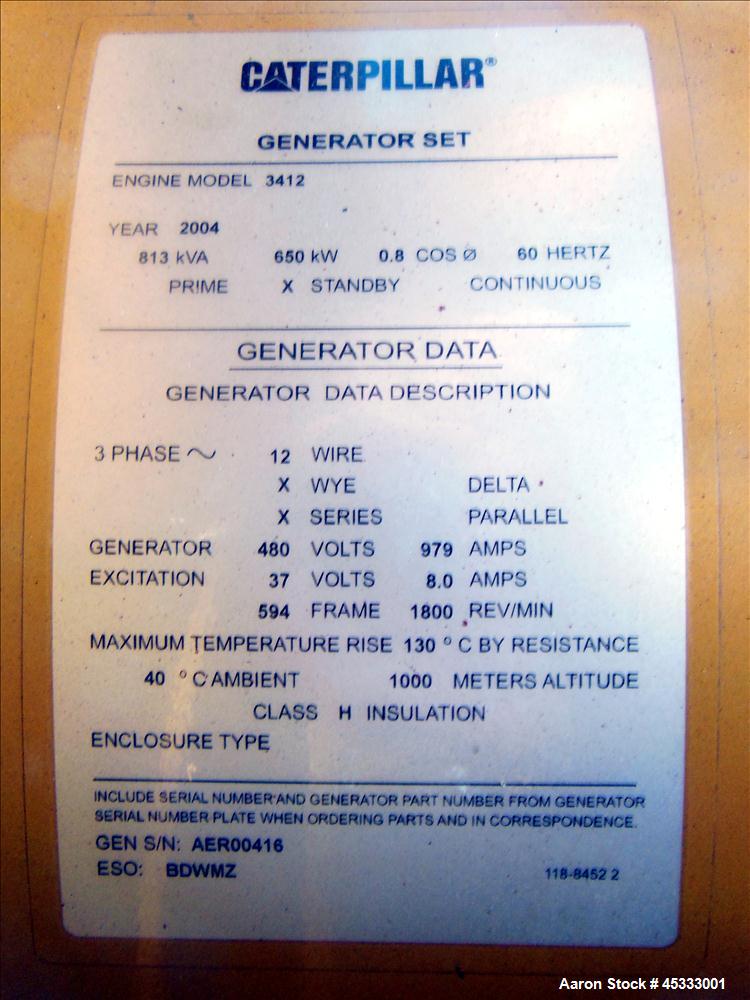 CATERPILLAR®
GENERATOR SET
ENGINE MODEL 3412
YEAR 2004
813 kVA 650 kW 0.8 COS Ø 60 HERTZ
PRIME X STANDBY CONTINUOUS
GENERATOR DATA
GENERATOR DATA DESCRIPTION
3 PHASE ~ 12 WIRE
X WYE DELTA
X SERIES PARALLEL
GENERATOR 480 VOLTS 979 AMPS
EXCITATION 37 VOLTS 8.0 AMPS
594 FRAME 1800 REV/MIN
MAXIMUM TEMPERATURE RISE 130 ° C BY RESISTANCE
40 ° C AMBIENT 1000 METERS ALTITUDE
CLASS H INSULATION
ENCLOSURE TYPE
INCLUDE SERIAL NUMBER AND GENERATOR PART NUMBER FROM GENERATOR
SERIAL NUMBER PLATE WHEN ORDERING PARTS AND IN CORRESPONDENCE.
GEN S/N: AER00416
ESO: BDWMZ 118-8452 2
Aaron Stock # 45333001